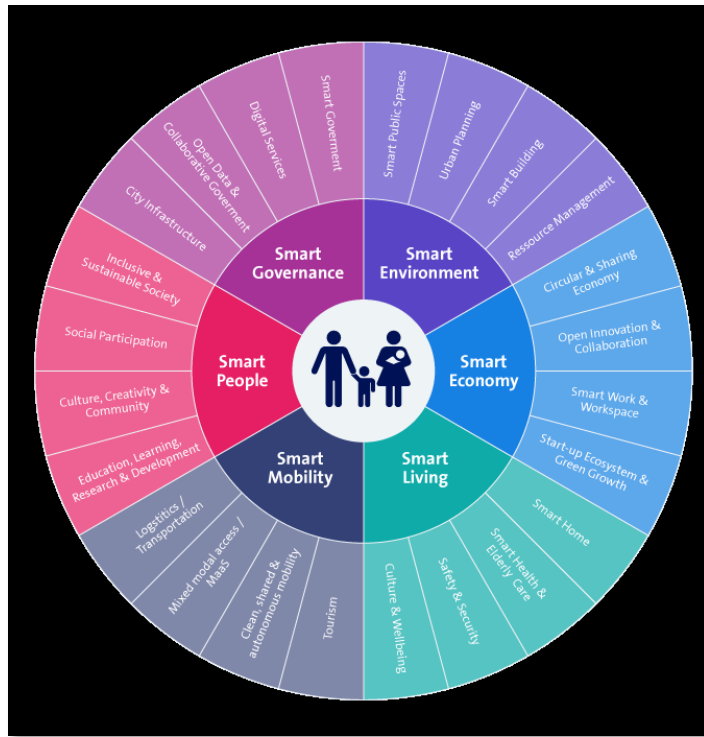 Smart
Governance
Smart
Environment
Smart
Economy
Smart
Living
Smart
Mobility
Smart
People
Smart Goverment
Digital Services
Open Data &
Collaborative Goverment
City Infrastructure
Smart Public Spaces
Urban Planning
Smart Building
Ressource Management
Circular & Sharing
Economy
Open Innovation &
Collaboration
Smart Work &
Workspace
Start-up Ecosystem &
Green Growth
Smart Home
Smart Health &
Elderly Care
Safety & Security
Culture & Wellbeing
Tourism
Clean, shared &
autonomous mobility
Mixed modal access /
MaaS
Logstitics /
Transportation
Education, Learning,
Research & Development
Culture, Creativity &
Community
Social Participation
Inclusive &
Sustainable Society